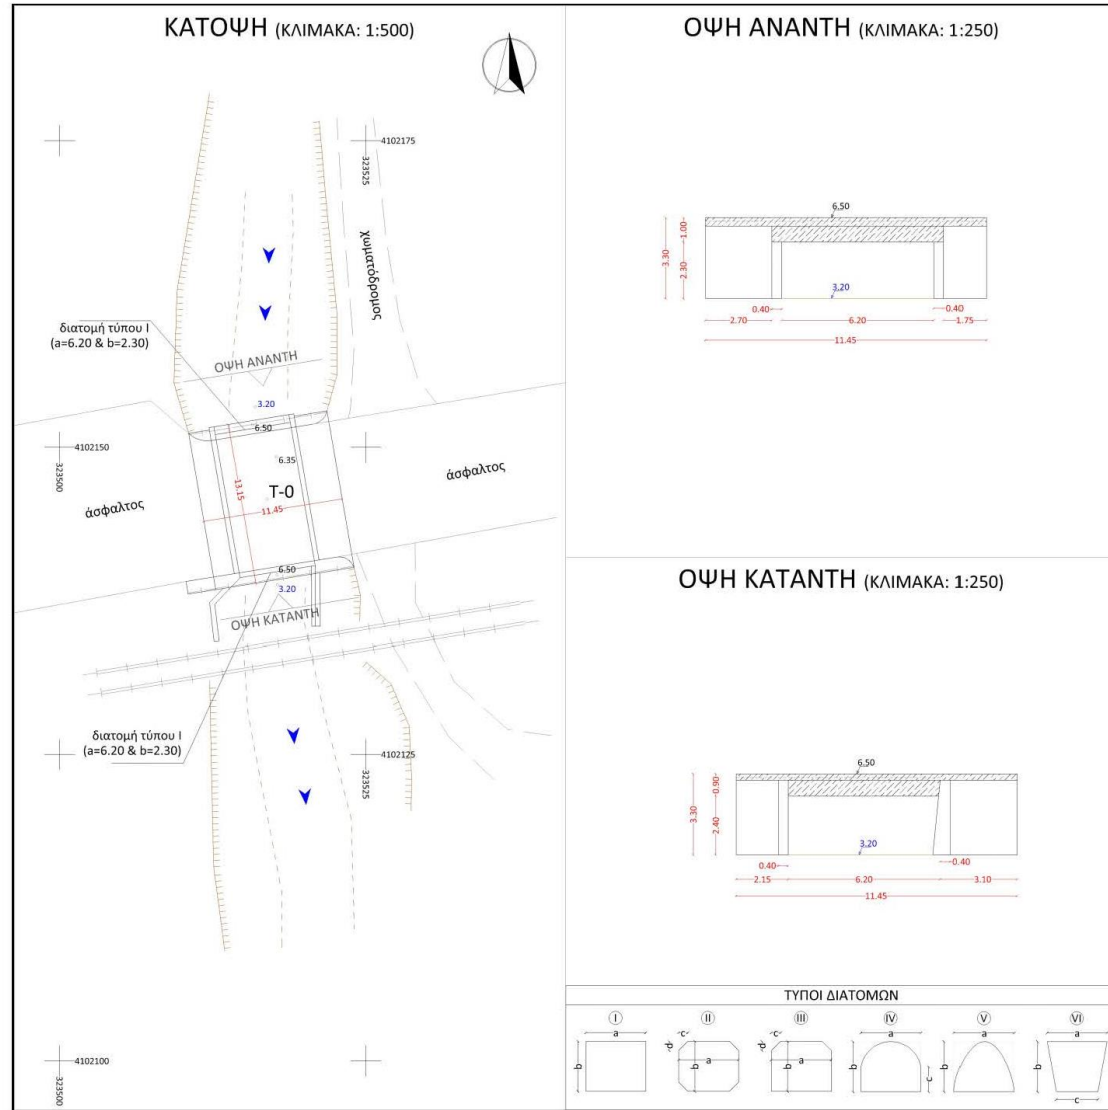 ΚΑΤΟΨΗ (ΚΛΙΜΑΚΑ: 1:500)
4102175
323525
χωματόδρομος
διατομή τύπου Ι
(a=6.20 & b=2.30)
ΟΨΗ ΑΝΑΝΤΗ
3.20
6.50
6.35
4102150
323500
άσφαλτος
άσφαλτος
T-0
13.15
11.45
6.50
3.20
ΟΨΗ ΚΑΤΑΝΤΗ
διατομή τύπου Ι
(a=6.20 & b=2.30)
4102125
323525
4102100
323500
ΟΨΗ ΑΝΑΝΤΗ (ΚΛΙΜΑΚΑ: 1:250)
6.50
1.00
3.30
2.30
3.20
0.40
0.40
2.70
6.20
1.75
11.45
ΟΨΗ ΚΑΤΑΝΤΗ (ΚΛΙΜΑΚΑ: 1:250)
6.50
0.90
3.30
2.40
3.20
0.40
0.40
2.15
6.20
3.10
11.45
ΤΥΠΟΙ ΔΙΑΤΟΜΩΝ
I II III IV V VI
a c c a a a
d d
b b a b a b c b b
c